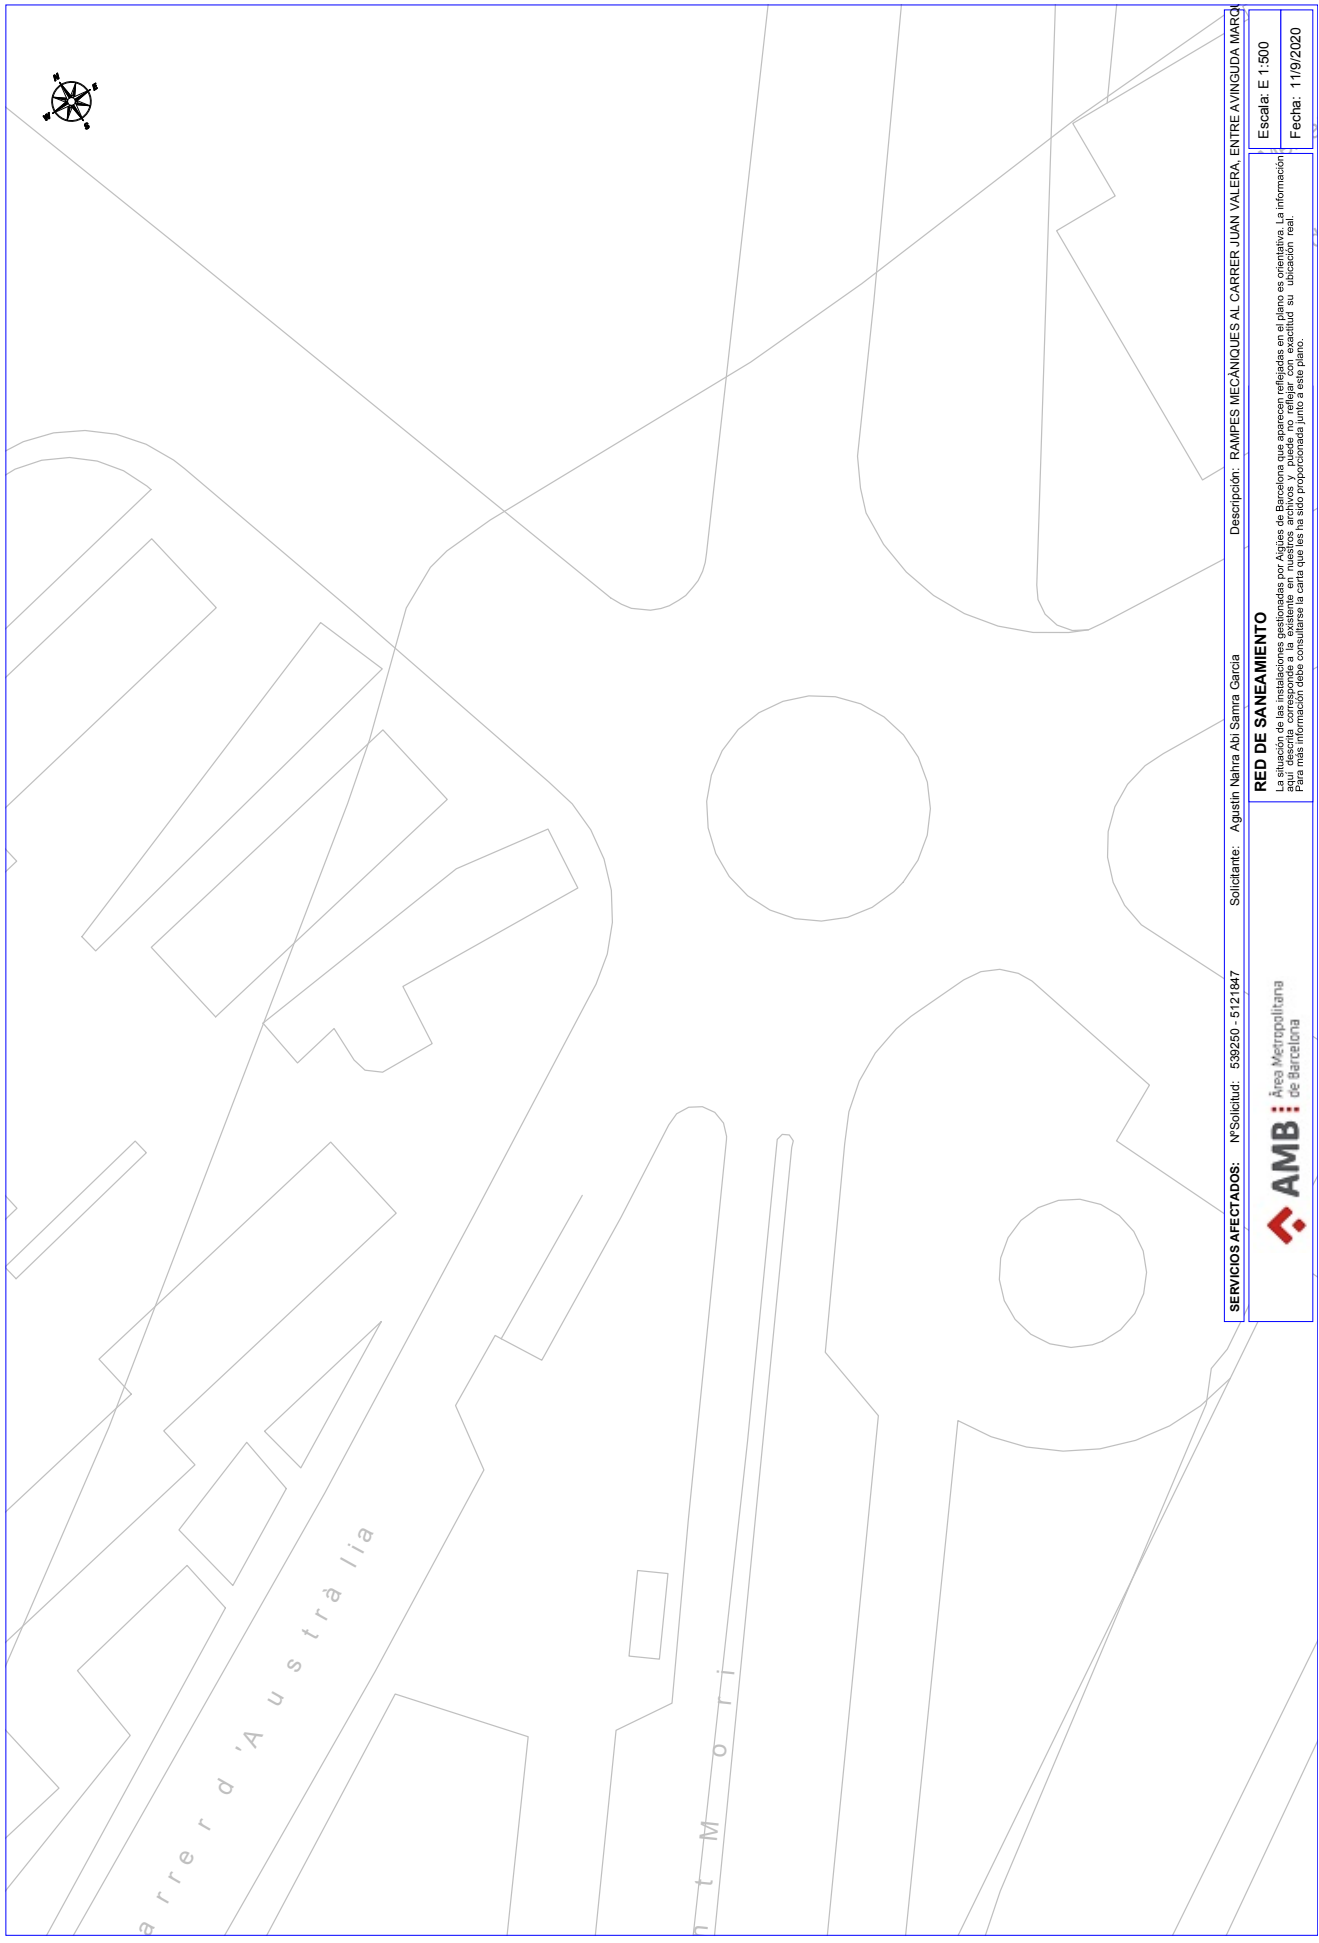 SERVICIOS AFECTADOS: NºSolicitud: 539250 - 5121847 Solicitante: Agustin Nahra Abi Samra Garcia Descripción: RAMPES MECÀNIQUES AL CARRER JUAN VALERA, ENTRE AVINGUDA MARQU
AMB Àrea Metropolitana
de Barcelona
RED DE SANEAMIENTO
La situación de las instalaciones gestionadas por Aigües de Barcelona que aparecen reflejadas en el plano es orientativa. La información
aquí descrita corresponde a la existente en nuestros archivos y puede no reflejar con exactitud su ubicación real.
Para más información debe consultarse la carta que les ha sido proporcionada junto a este plano.
Escala: E 1:500
Fecha: 11/9/2020
arrer d'Austràlia
nt Mori
N
E
S
W